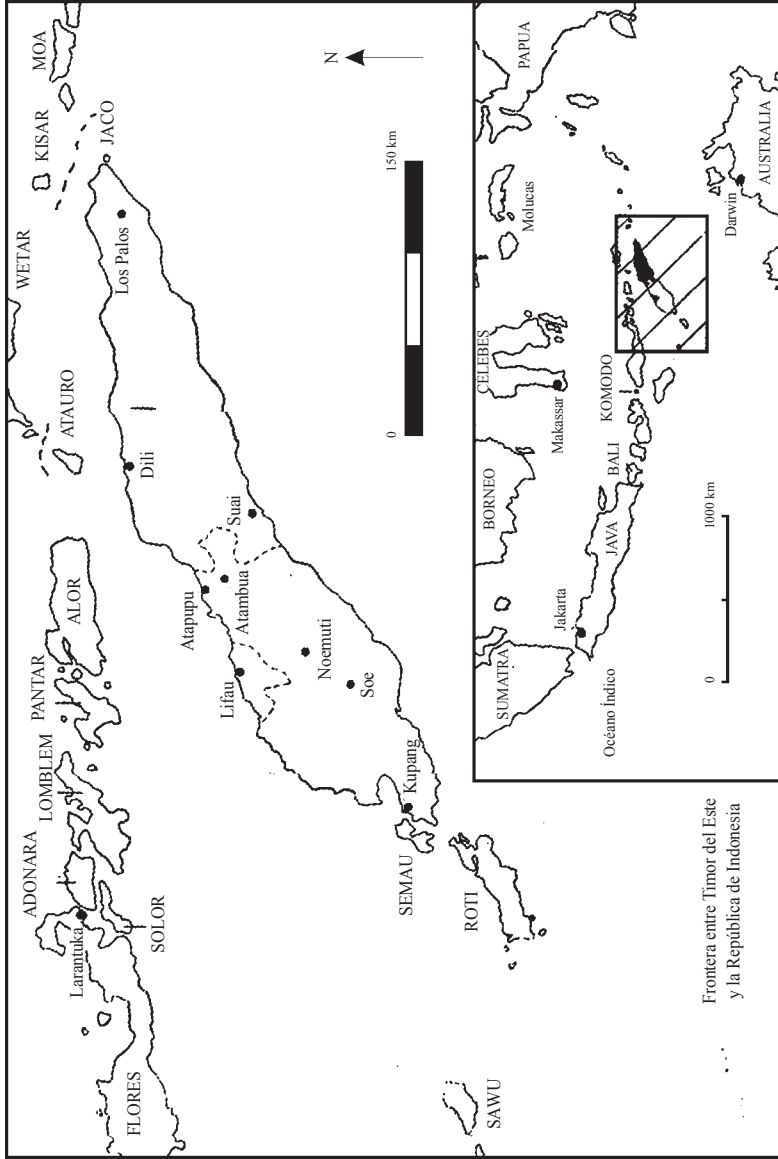 FLORES
Larantuka
ADONARA
SOLOR
LOMBLEM
PANTAR
ALOR
ATAURO
WETAR
KISAR
MOA
JACO
Los Palos
Dili
Suai
Atapupu
Atambua
Lifau
Noemuti
Soe
Kupang
SEMAU
ROTI
SAWU
N
0
150 km
Frontera entre Timor del Este
y la República de Indonesia
SUMATRA
BORNEO
CELEBES
Molucas
PAPUA
Makassar
Jakarta
JAVA
BALI
KOMODO
Darwin
AUSTRALIA
Océano Índico
0
1000 km